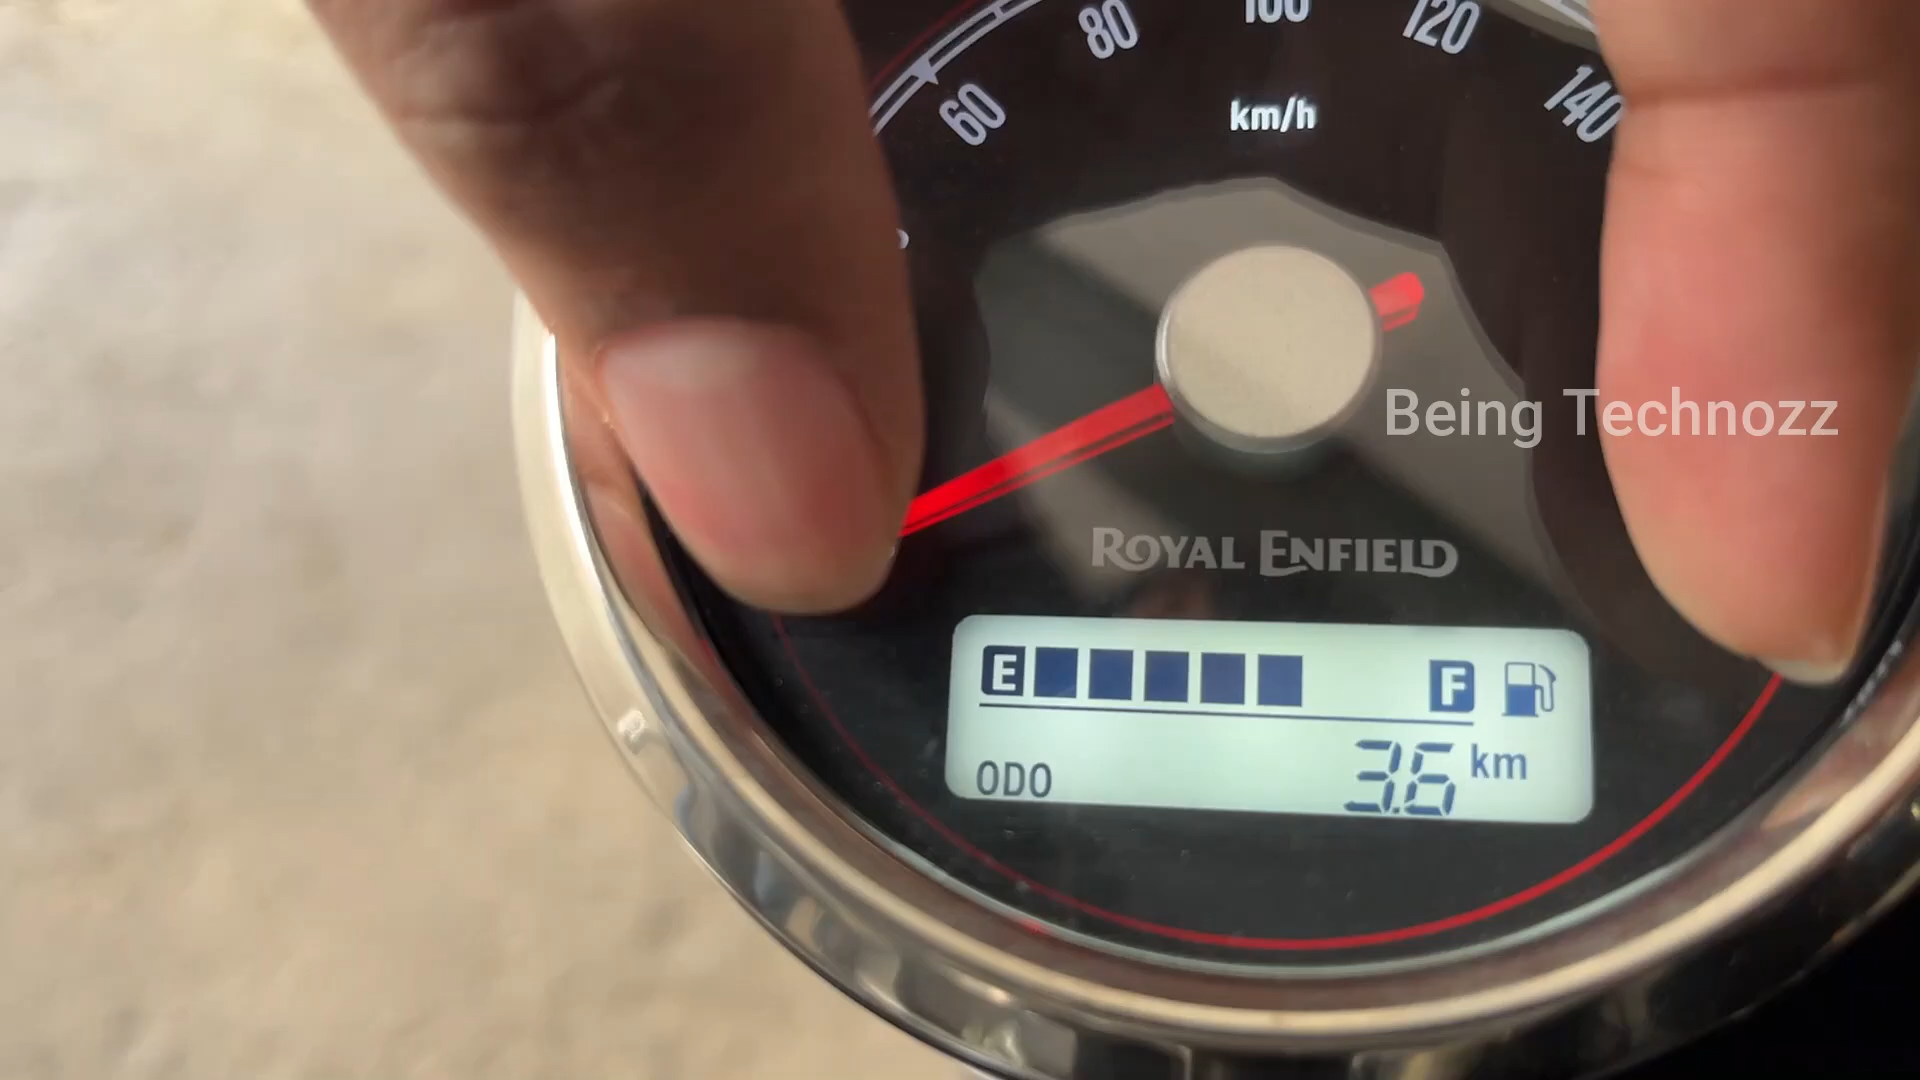 80
100
120
60
140
km/h
Being Technozz
ROYAL ENFIELD
E F
ODO 3.6 km